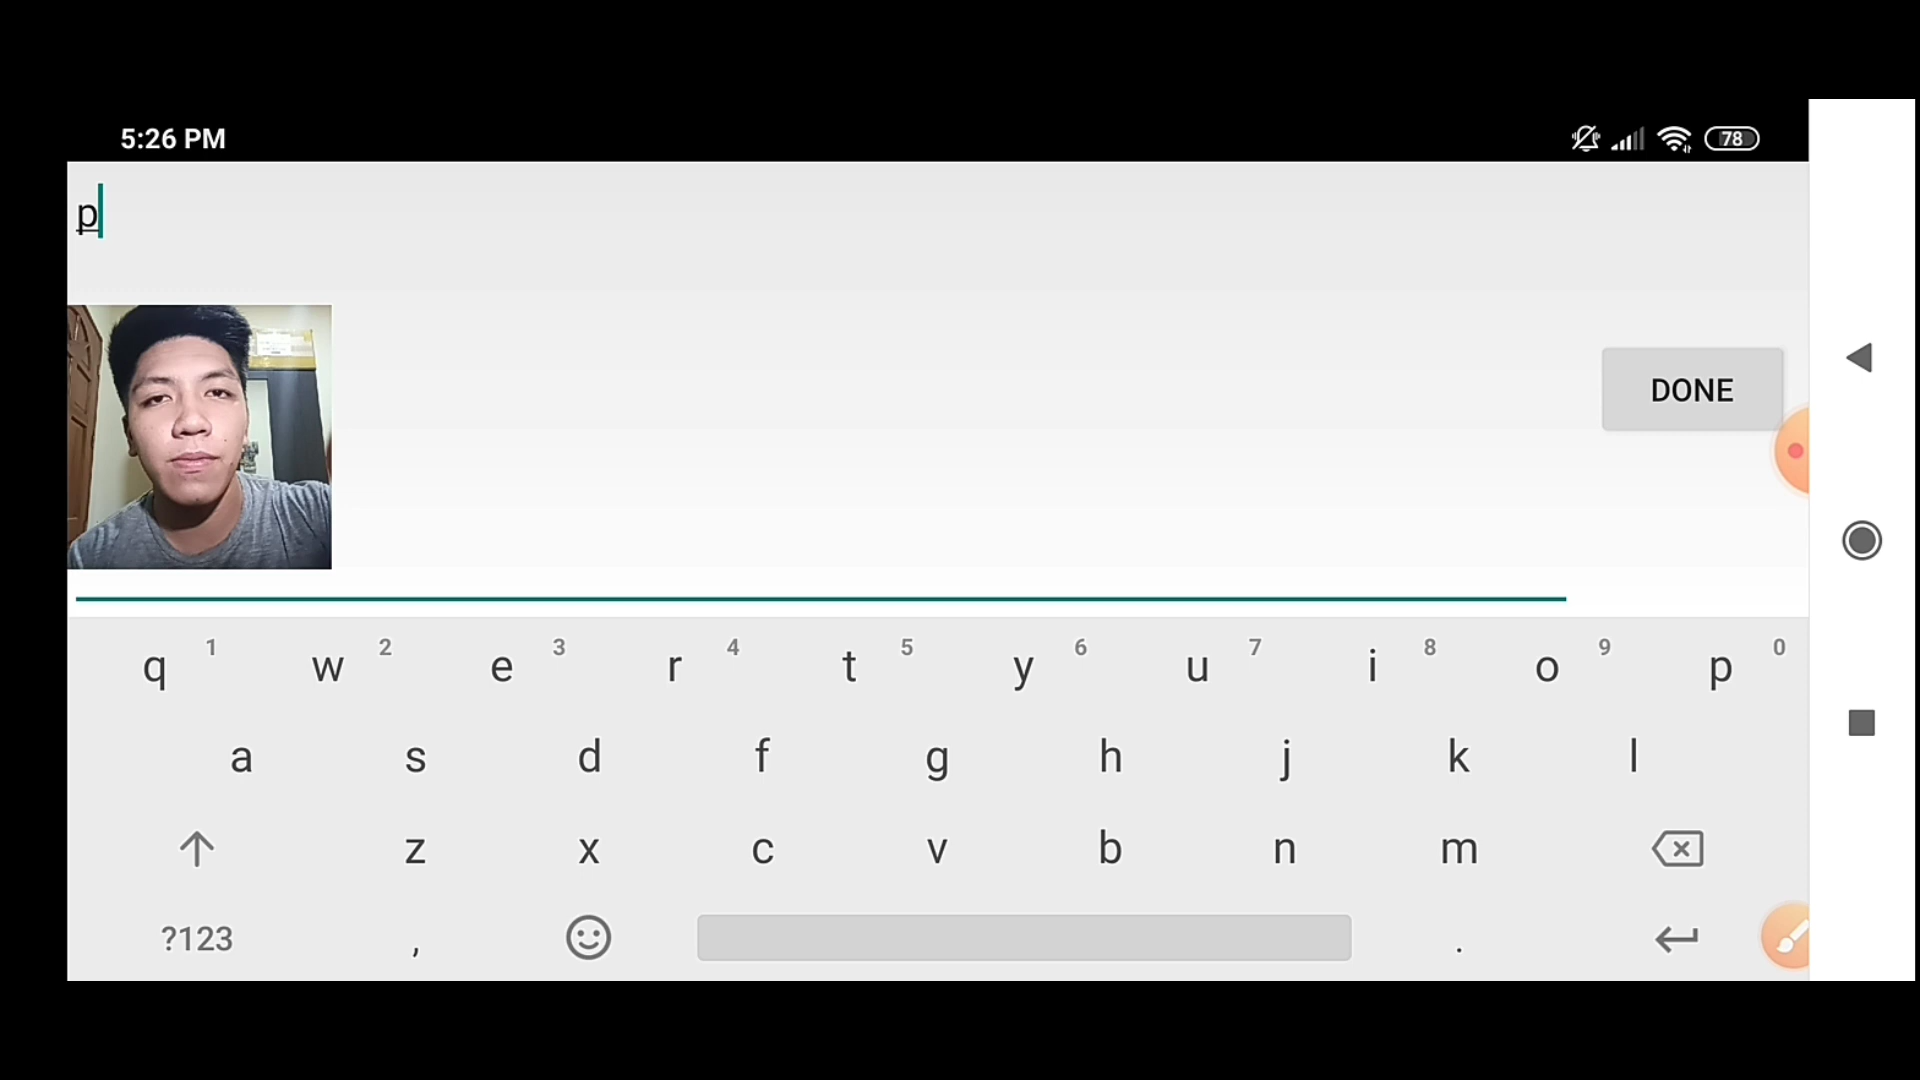 5:26 PM
78
p
DONE
q 1 w 2 e 3 r 4 t 5 y 6 u 7 i 8 o 9 p 0
a s d f g h j k l
z x c v b n m
?123 , .